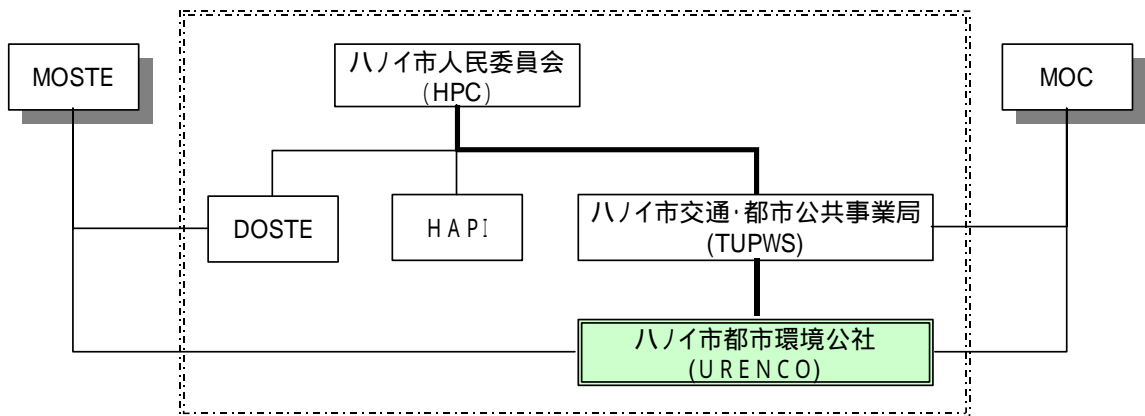 MOSTE
ハノイ市人民委員会
(HPC)
MOC
DOSTE
HAPI
ハノイ市交通・都市公共事業局
(TUPWS)
ハノイ市都市環境公社
(URENCO)